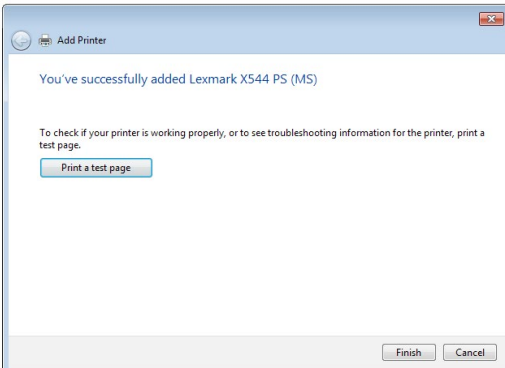 Add Printer
You've successfully added Lexmark X544 PS (MS)
To check if your printer is working properly, or to see troubleshooting information for the printer, print a
test page.
Print a test page
Finish
Cancel